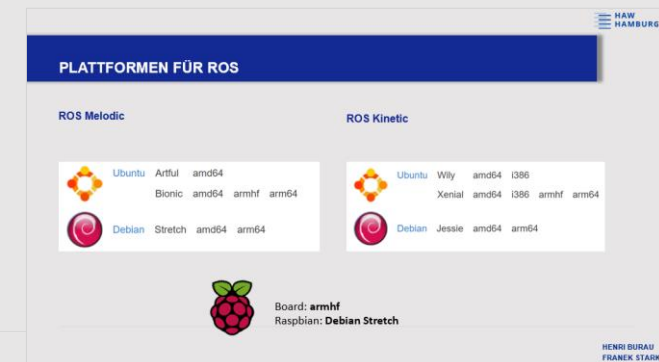 HAW
HAMBURG
PLATTFORMEN FÜR ROS
ROS Melodic
Ubuntu Artful amd64
Bionic amd64 armhf arm64
Debian Stretch amd64 arm64
ROS Kinetic
Ubuntu Wily amd64 i386
Xenial amd64 i386 armhf arm64
Debian Jessie amd64 arm64
Board: armhf
Raspbian: Debian Stretch
HENRI BURAU
FRANEK STARK